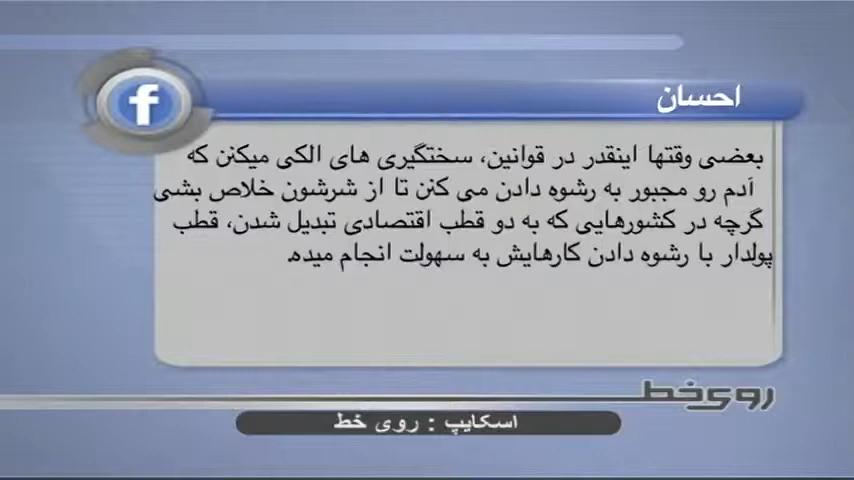 احسان
بعضی وقتها اینقدر در قوانین، سختگیری های الکی میکنن که
آدم رو مجبور به رشوه دادن می کنن تا از شرشون خلاص بشی
گرچه در کشورهایی که به دو قطب اقتصادی تبدیل شدن، قطب
پولدار با رشوه دادن کارهایش به سهولت انجام میده.
روی خط
اسکایپ : روی خط